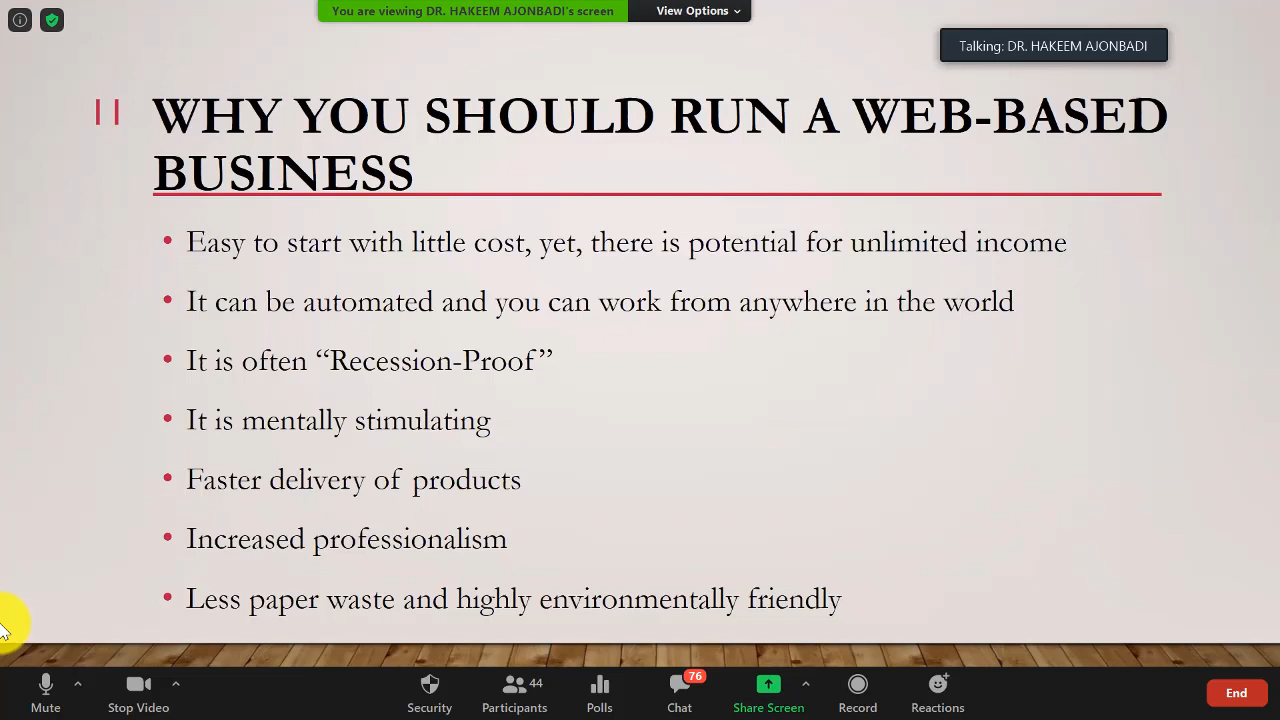 You are viewing DR. HAKEEM AJONBADI's screen
View Options
Talking: DR. HAKEEM AJONBADI
WHY YOU SHOULD RUN A WEB-BASED
BUSINESS
• Easy to start with little cost, yet, there is potential for unlimited income
• It can be automated and you can work from anywhere in the world
• It is often “Recession-Proof”
• It is mentally stimulating
• Faster delivery of products
• Increased professionalism
• Less paper waste and highly environmentally friendly
Mute
Stop Video
Security
44
Participants
Polls
76
Chat
Share Screen
Record
Reactions
End